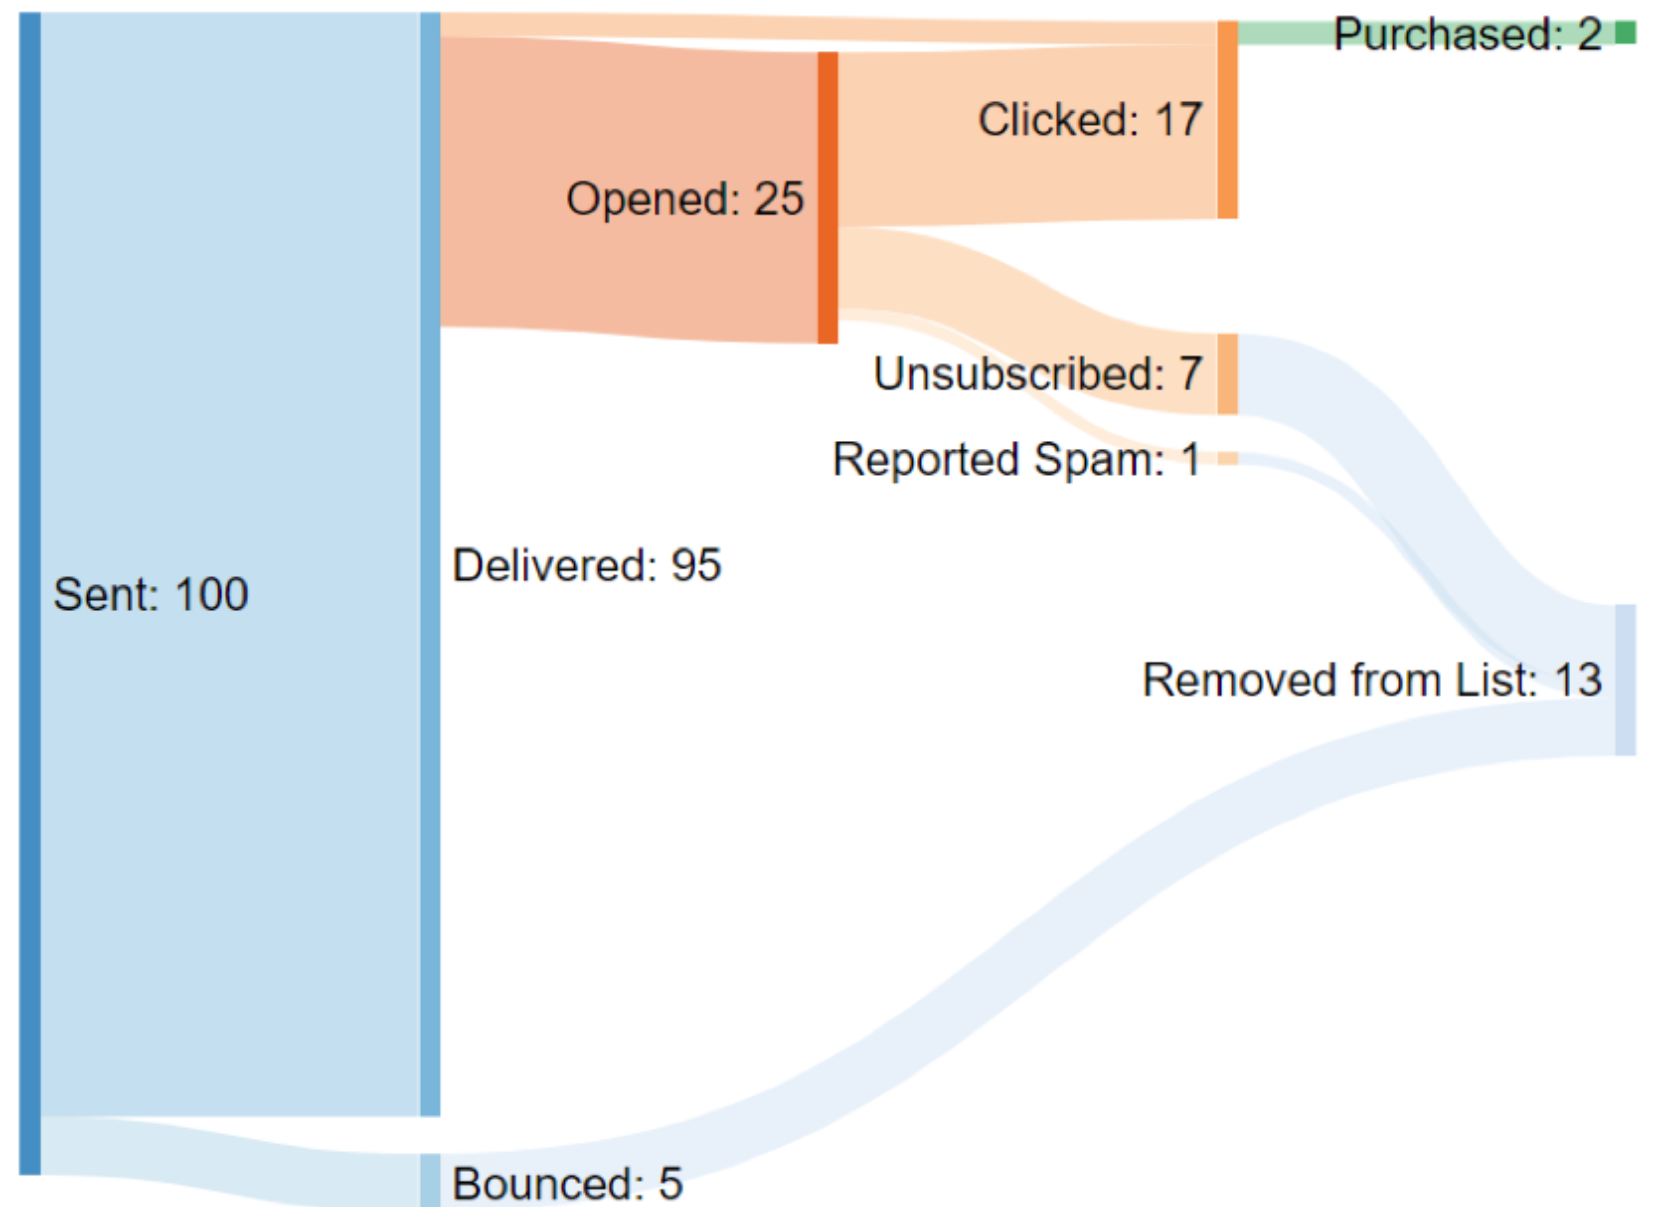 Purchased: 2
Clicked: 17
Opened: 25
Unsubscribed: 7
Reported Spam: 1
Delivered: 95
Sent: 100
Removed from List: 13
Bounced: 5